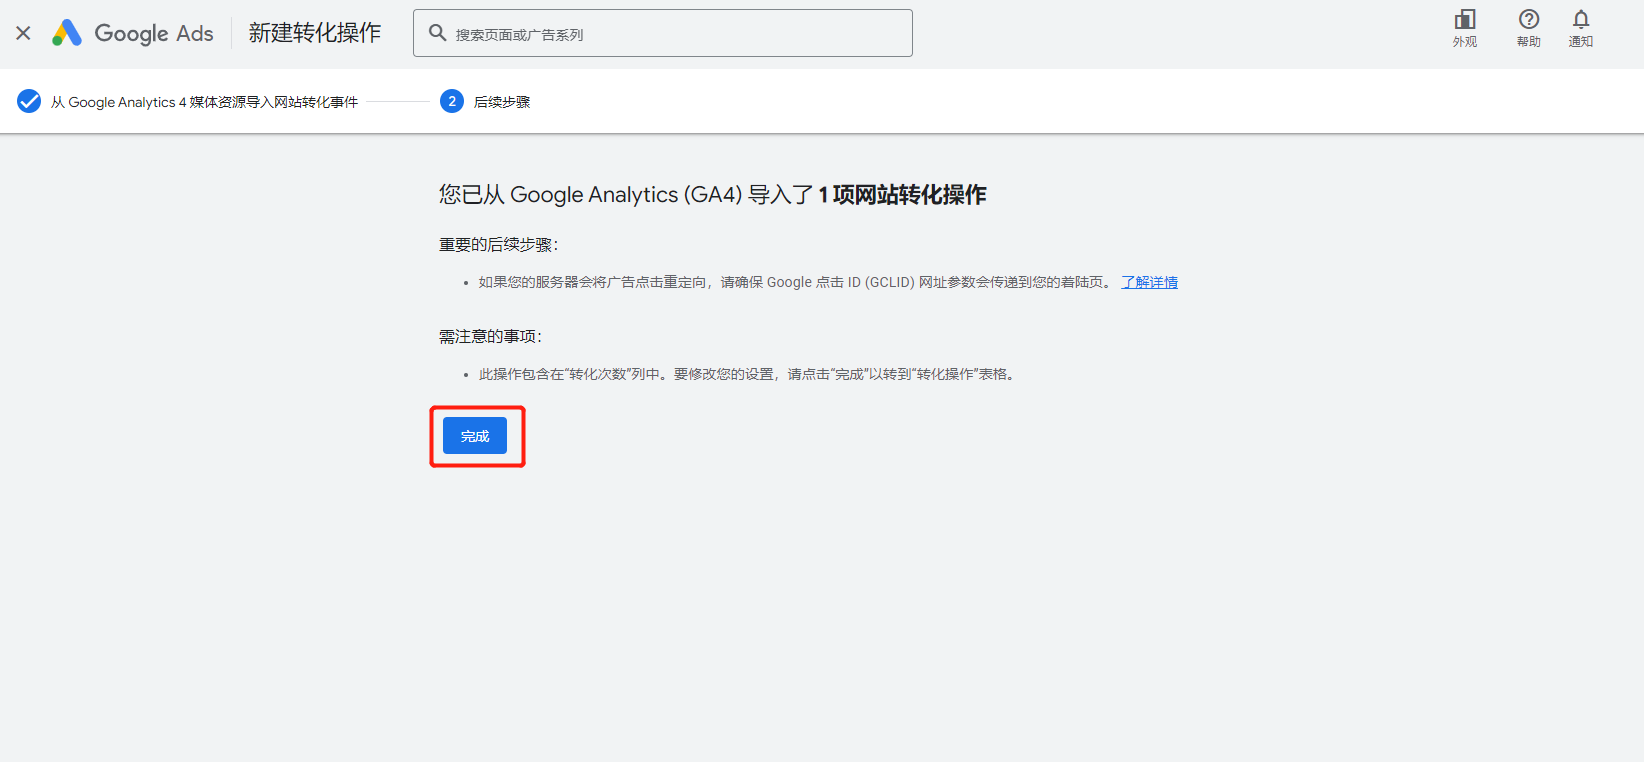 Google Ads 新建转化操作 搜索页面或广告系列 外观 帮助 通知
从 Google Analytics 4 媒体资源导入网站转化事件 2 后续步骤
您已从 Google Analytics (GA4) 导入了 1 项网站转化操作
重要的后续步骤：
• 如果您的服务器会将广告点击重定向，请确保 Google 点击 ID (GCLID) 网址参数会传递到您的着陆页。 了解详情
需注意的事项：
• 此操作包含在“转化次数”列中。要修改您的设置，请点击“完成”以转到“转化操作”表格。
完成